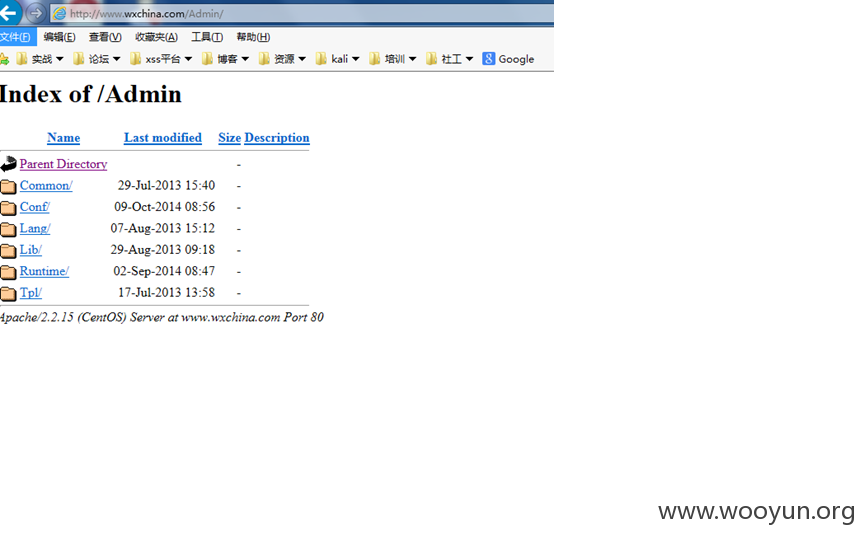 http://www.wxchina.com/Admin/
文件(F) 编辑(E) 查看(V) 收藏夹(A) 工具(T) 帮助(H)
实战 论坛 xss平台 博客 资源 kali 培训 社工 Google
Index of /Admin
Name Last modified Size Description
Parent Directory -
Common/ 29-Jul-2013 15:40 -
Conf/ 09-Oct-2014 08:56 -
Lang/ 07-Aug-2013 15:12 -
Lib/ 29-Aug-2013 09:18 -
Runtime/ 02-Sep-2014 08:47 -
Tpl/ 17-Jul-2013 13:58 -
Apache/2.2.15 (CentOS) Server at www.wxchina.com Port 80
www.wooyun.org